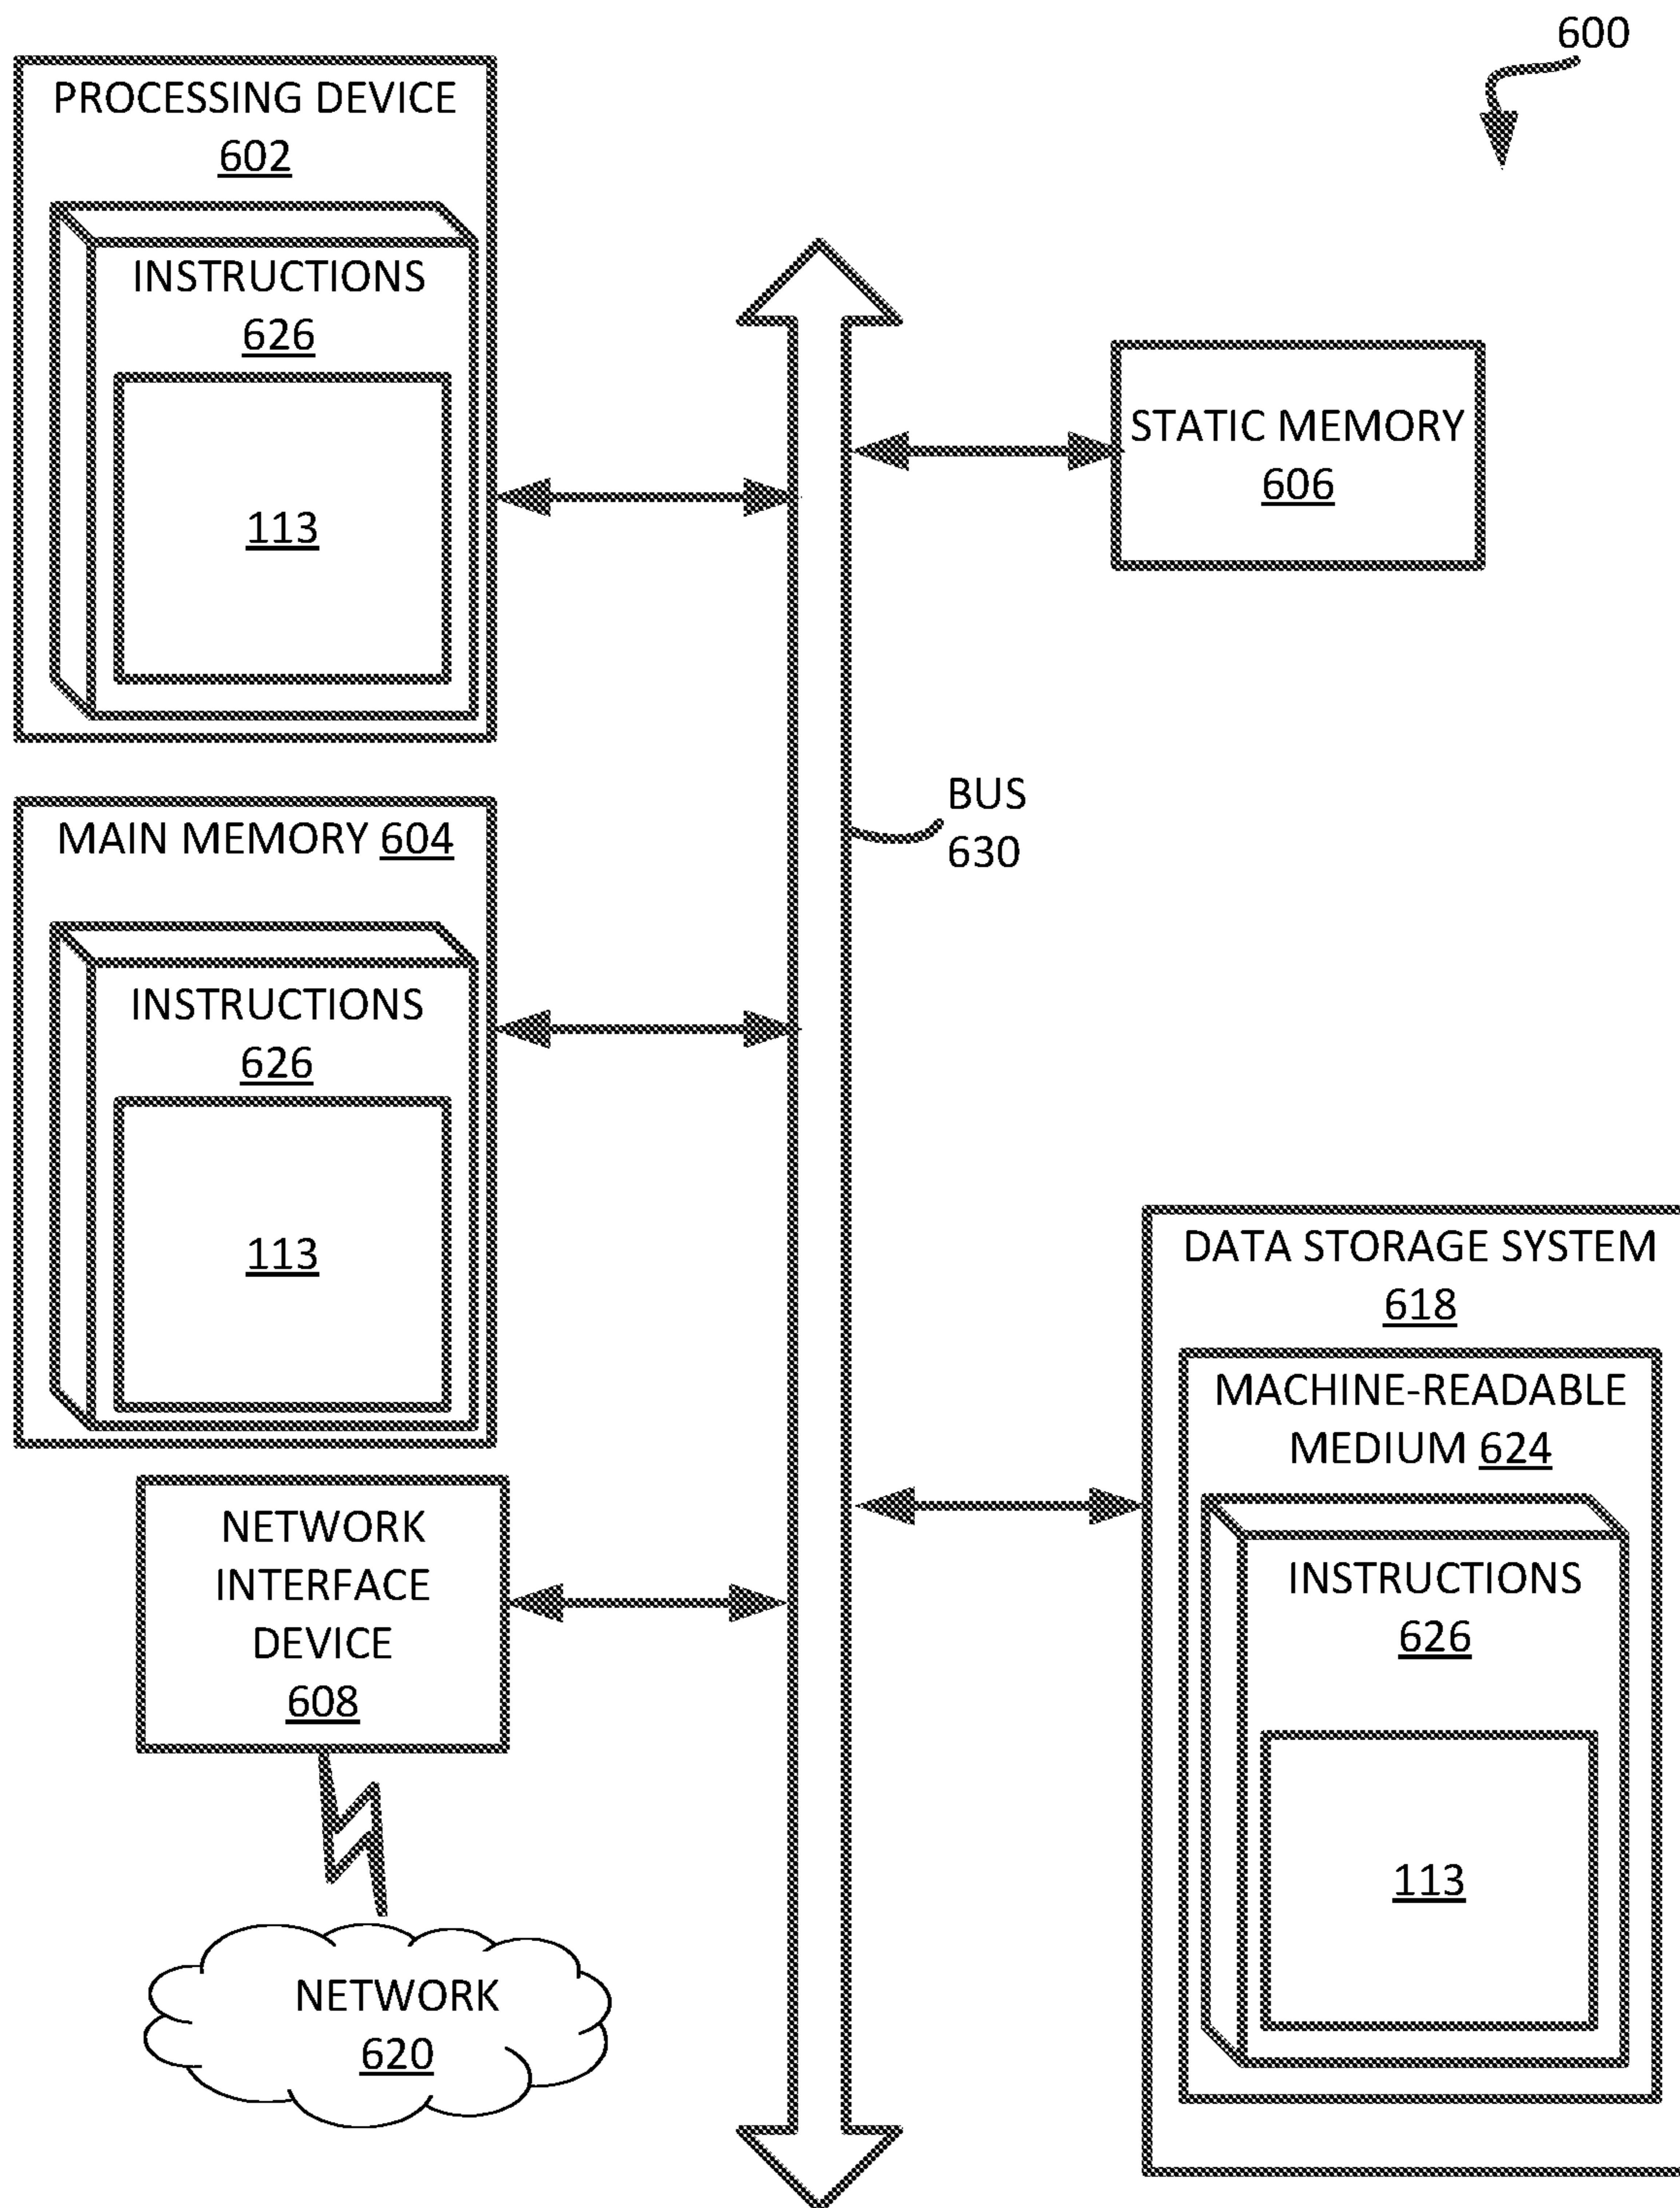 600
PROCESSING DEVICE
602
INSTRUCTIONS
626
113
STATIC MEMORY
606
BUS
630
MAIN MEMORY 604
INSTRUCTIONS
626
113
DATA STORAGE SYSTEM
618
MACHINE-READABLE
MEDIUM 624
INSTRUCTIONS
626
113
NETWORK
INTERFACE
DEVICE
608
NETWORK
620